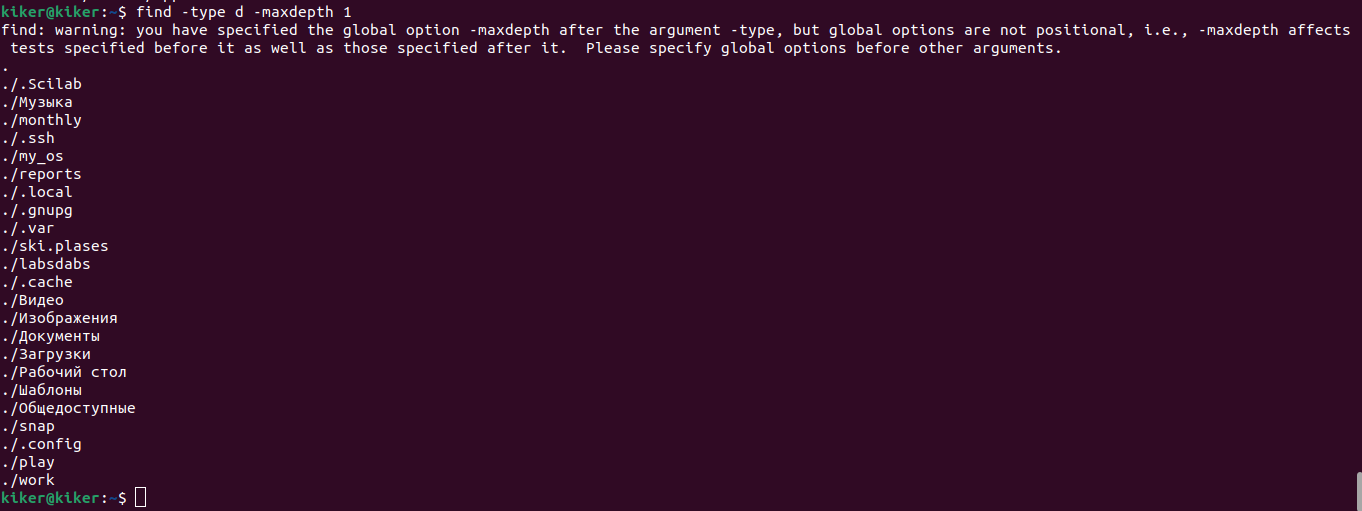 kiker@kiker:~$ find -type d -maxdepth 1
find: warning: you have specified the global option -maxdepth after the argument -type, but global options are not positional, i.e., -maxdepth affects
 tests specified before it as well as those specified after it.  Please specify global options before other arguments.
.
./.Scilab
./Музыка
./monthly
./.ssh
./my_os
./reports
./.local
./.gnupg
./.var
./ski.plases
./labsdabs
./.cache
./Видео
./Изображения
./Документы
./Загрузки
./Рабочий стол
./Шаблоны
./Общедоступные
./snap
./.config
./play
./work
kiker@kiker:~$